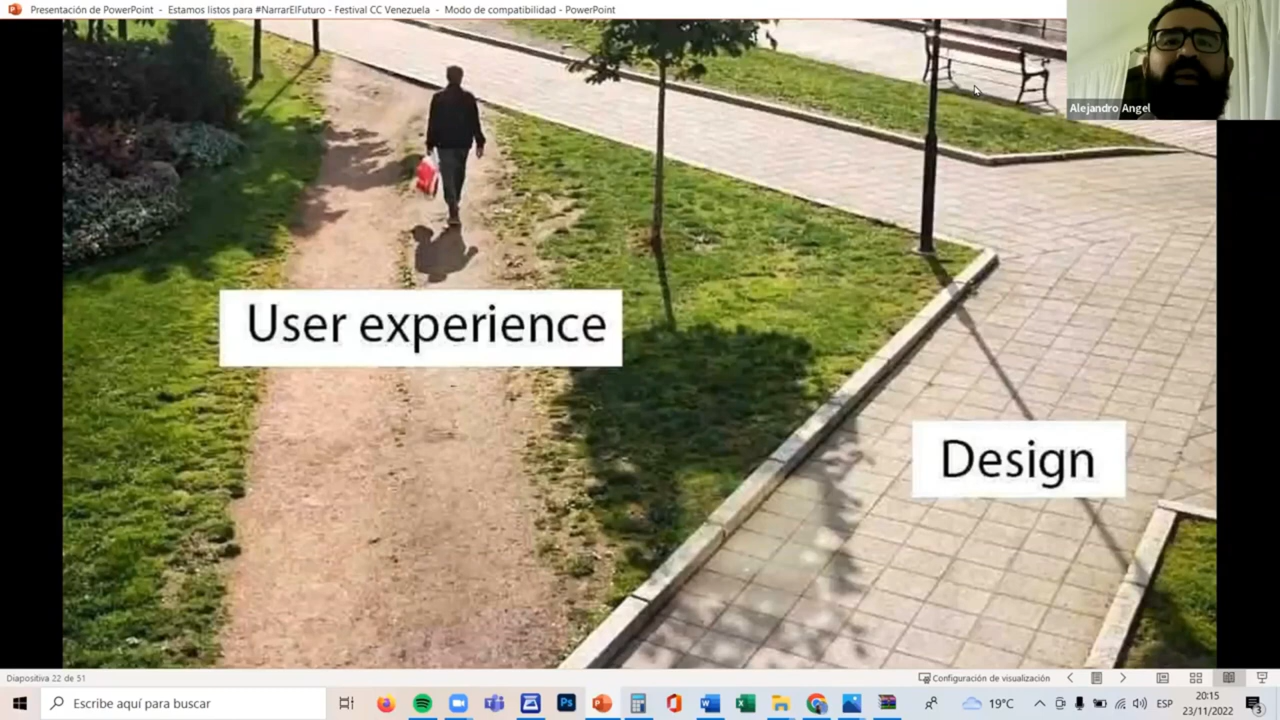 Presentación de PowerPoint - Estamos listos para #NarrarElFuturo - Festival CC Venezuela - Modo de compatibilidad - PowerPoint
Alejandro Angel
User experience
Design
Diapositiva 22 de 51
Configuración de visualización
Escribe aquí para buscar
19°C
ESP
20:15
23/11/2022
3